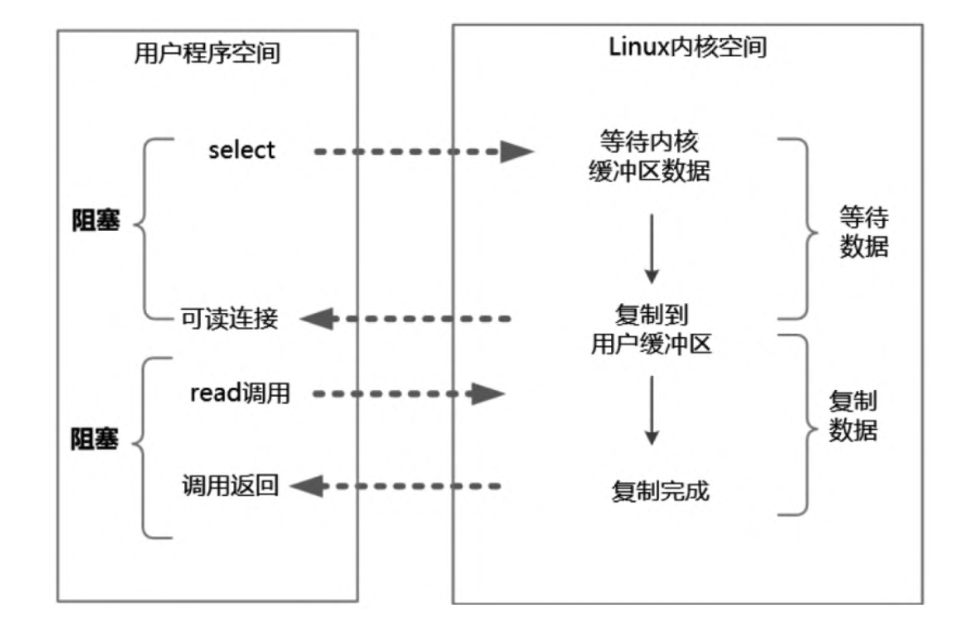 用户程序空间
Linux内核空间
select
等待内核
缓冲区数据
阻塞
等待
数据
可读连接
复制到
用户缓冲区
read调用
复制
数据
阻塞
调用返回
复制完成